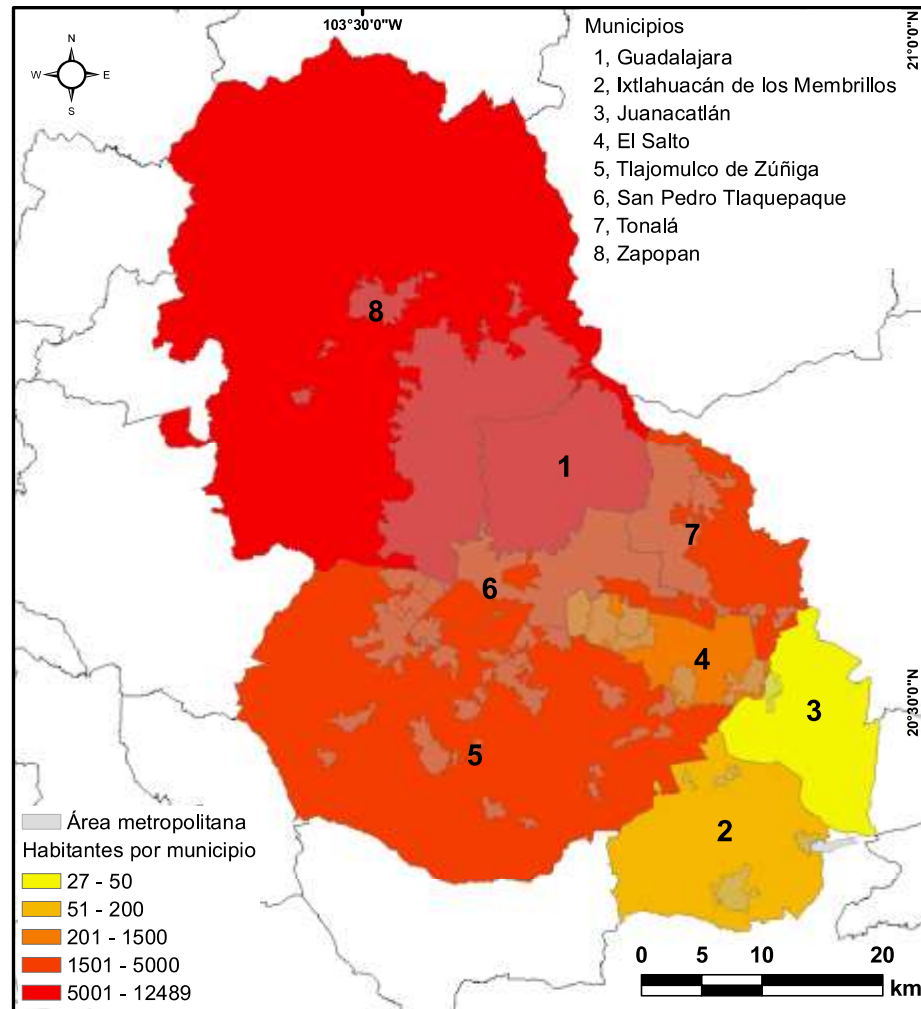 103°30'0"W
21°0'0"N
N
W E
S
Municipios
1, Guadalajara
2, Ixtlahuacán de los Membrillos
3, Juanacatlán
4, El Salto
5, Tlajomulco de Zúñiga
6, San Pedro Tlaquepaque
7, Tonalá
8, Zapopan
8
1
7
6
4
3
5
2
20°30'0"N
Área metropolitana
Habitantes por municipio
27 - 50
51 - 200
201 - 1500
1501 - 5000
5001 - 12489
0 5 10 20
km